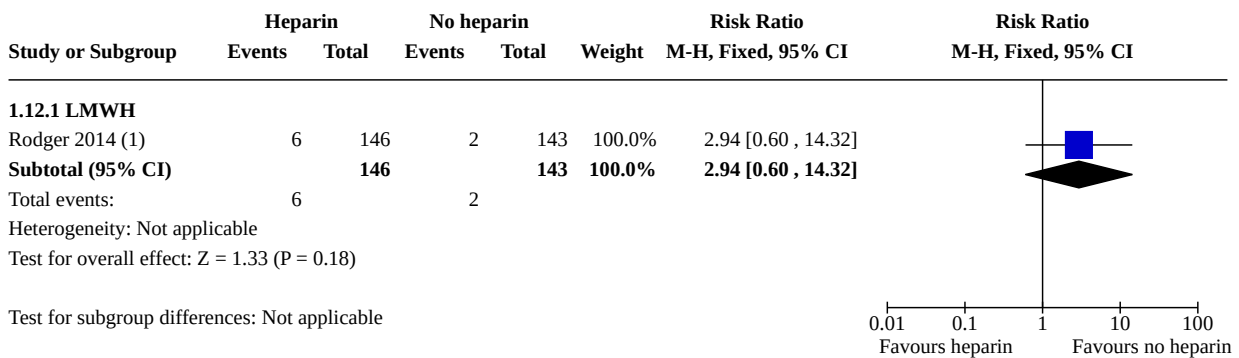 Heparin No heparin Risk Ratio Risk Ratio
Study or Subgroup Events Total Events Total Weight M-H, Fixed, 95% CI M-H, Fixed, 95% CI
1.12.1 LMWH
Rodger 2014 (1) 6 146 2 143 100.0% 2.94 [0.60 , 14.32]
Subtotal (95% CI) 146 143 100.0% 2.94 [0.60 , 14.32]
Total events: 6 2
Heterogeneity: Not applicable
Test for overall effect: Z = 1.33 (P = 0.18)
Test for subgroup differences: Not applicable
0.01 0.1 1 10 100
Favours heparin Favours no heparin